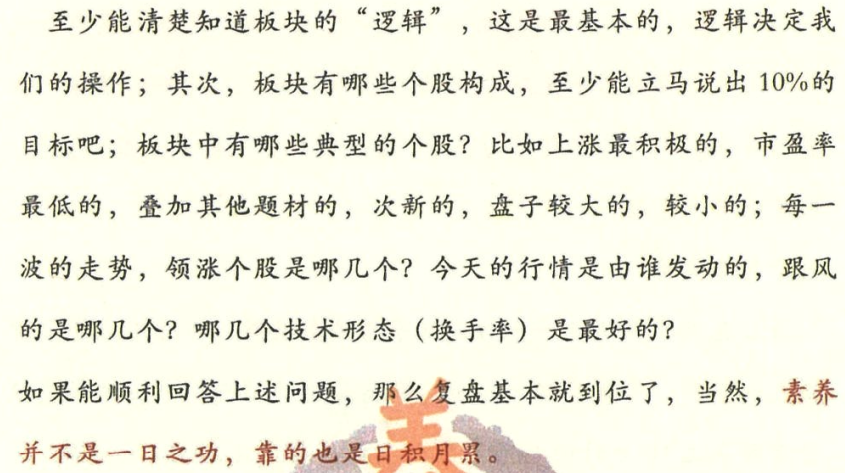 至少能清楚知道板块的“逻辑”，这是最基本的，逻辑决定我
们的操作；其次，板块有哪些个股构成，至少能立马说出10%的
目标吧；板块中有哪些典型的个股？比如上涨最积极的，市盈率
最低的，叠加其他题材的，次新的，盘子较大的，较小的；每一
波的走势，领涨个股是哪几个？今天的行情是由谁发动的，跟风
的是哪几个？哪几个技术形态（换手率）是最好的？
如果能顺利回答上述问题，那么复盘基本就到位了，当然，素养
并不是一日之功，靠的也是日积月累。